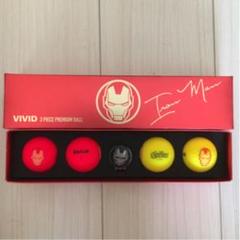 VIVID 3 PIECE PREMIUM BALL
Iron Man